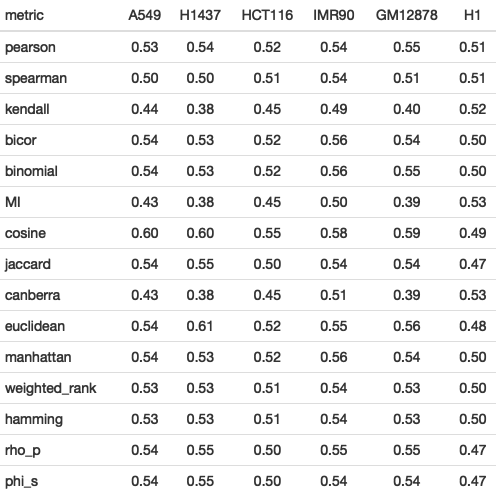 metric A549 H1437 HCT116 IMR90 GM12878 H1
pearson 0.53 0.54 0.52 0.54 0.55 0.51
spearman 0.50 0.50 0.51 0.54 0.51 0.51
kendall 0.44 0.38 0.45 0.49 0.40 0.52
bicor 0.54 0.53 0.52 0.56 0.54 0.50
binomial 0.54 0.53 0.52 0.56 0.55 0.50
MI 0.43 0.38 0.45 0.50 0.39 0.53
cosine 0.60 0.60 0.55 0.58 0.59 0.49
jaccard 0.54 0.55 0.50 0.54 0.54 0.47
canberra 0.43 0.38 0.45 0.51 0.39 0.53
euclidean 0.54 0.61 0.52 0.55 0.56 0.48
manhattan 0.54 0.53 0.52 0.56 0.54 0.50
weighted_rank 0.53 0.53 0.51 0.54 0.53 0.50
hamming 0.53 0.53 0.51 0.54 0.53 0.50
rho_p 0.54 0.55 0.50 0.55 0.55 0.47
phi_s 0.54 0.55 0.50 0.54 0.54 0.47